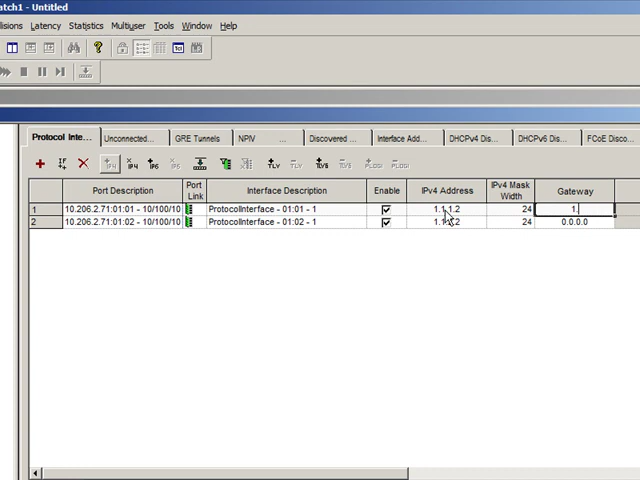 atch1 - Untitled
isions Latency Statistics Multiuser Tools Window Help
Protocol Inte... Unconnected... GRE Tunnels NPIV ... Discovered ... Interface Add... DHCPv4 Dis... DHCPv6 Dis... FCoE Disco...
Port Description Port Link Interface Description Enable IPv4 Address IPv4 Mask Width Gateway
1 10.206.2.71:01:01 - 10/100/10 ProtocolInterface - 01:01 - 1 1.1.1.2 24 1.
2 10.206.2.71:01:02 - 10/100/10 ProtocolInterface - 01:02 - 1 24 0.0.0.0